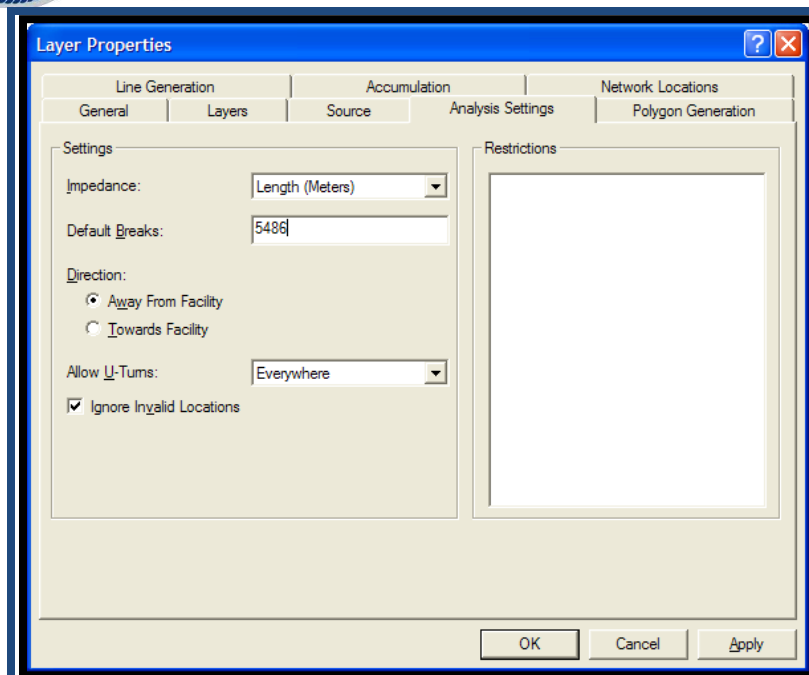 Layer Properties
Line Generation Accumulation Network Locations
General Layers Source Analysis Settings Polygon Generation
Settings
Impedance: Length (Meters)
Default Breaks: 5486
Direction:
Away From Facility
Towards Facility
Allow U-Turns: Everywhere
Ignore Invalid Locations
Restrictions
OK Cancel Apply